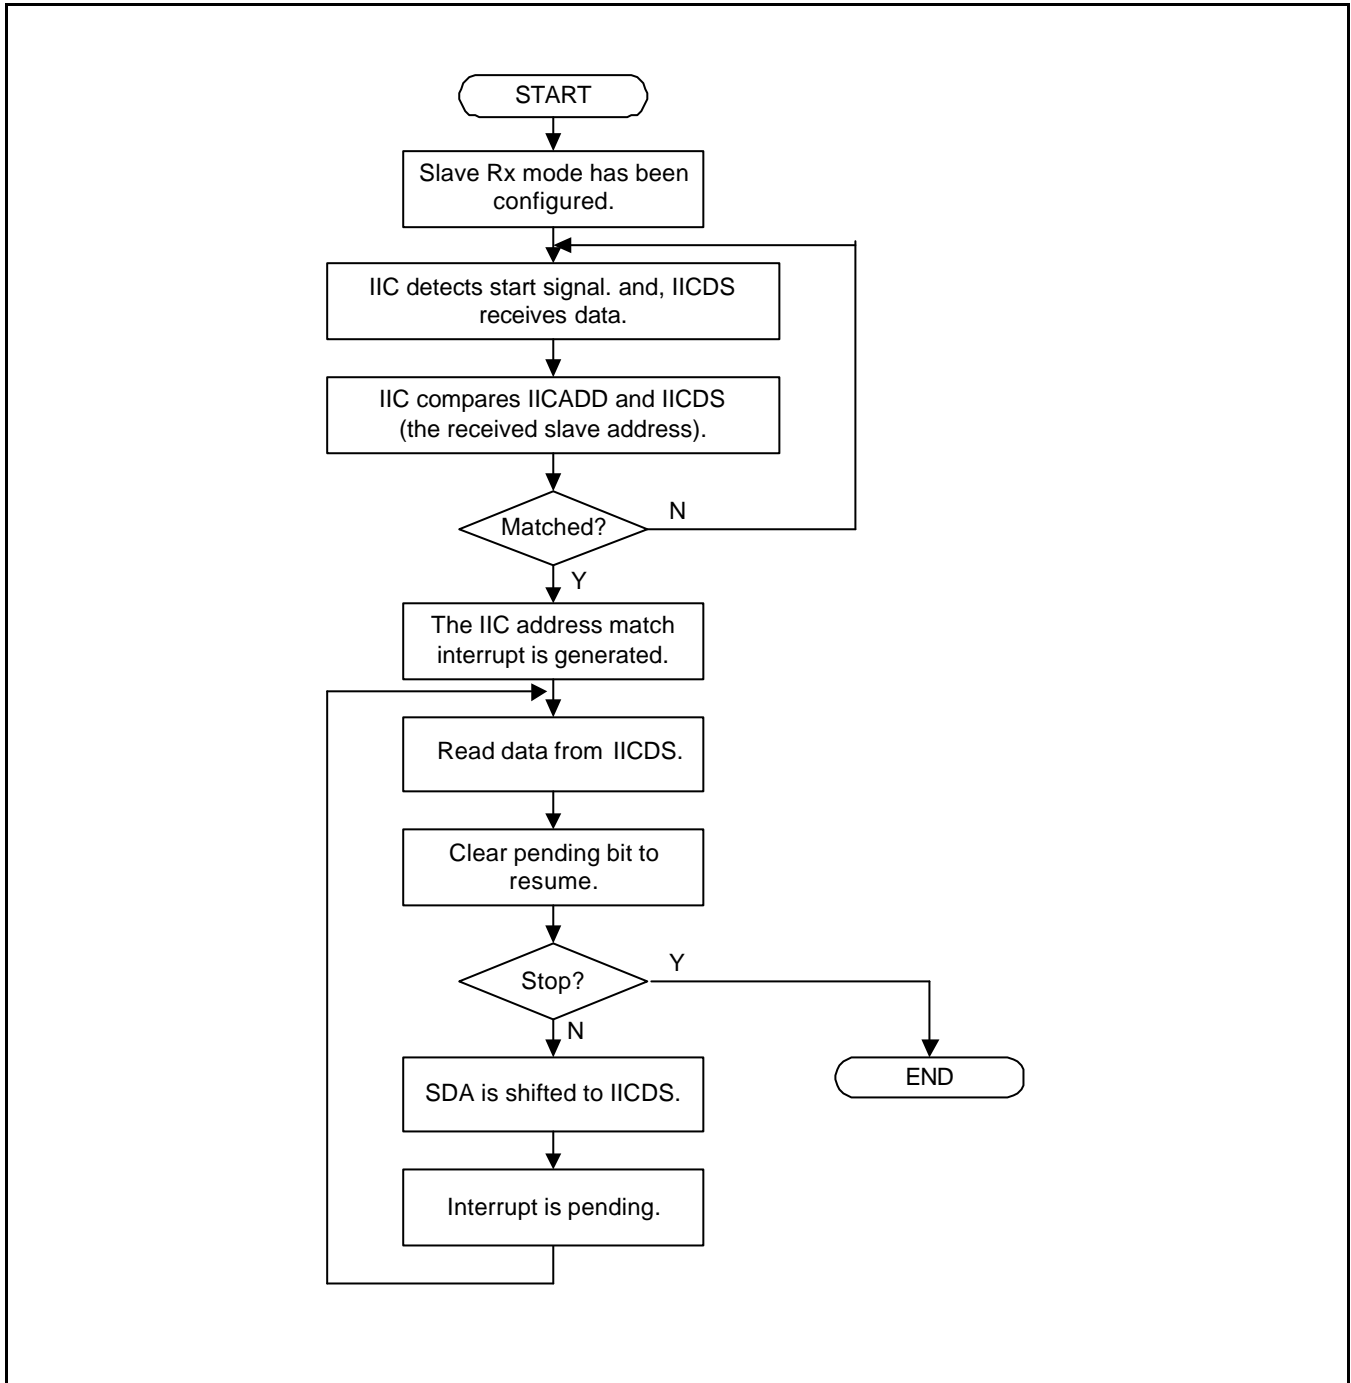 START
Slave Rx mode has been
configured.
IIC detects start signal. and, IICDS
receives data.
IIC compares IICADD and IICDS
(the received slave address).
Matched?
N
Y
The IIC address match
interrupt is generated.
Read data from IICDS.
Clear pending bit to
resume.
Stop?
Y
N
SDA is shifted to IICDS.
END
Interrupt is pending.